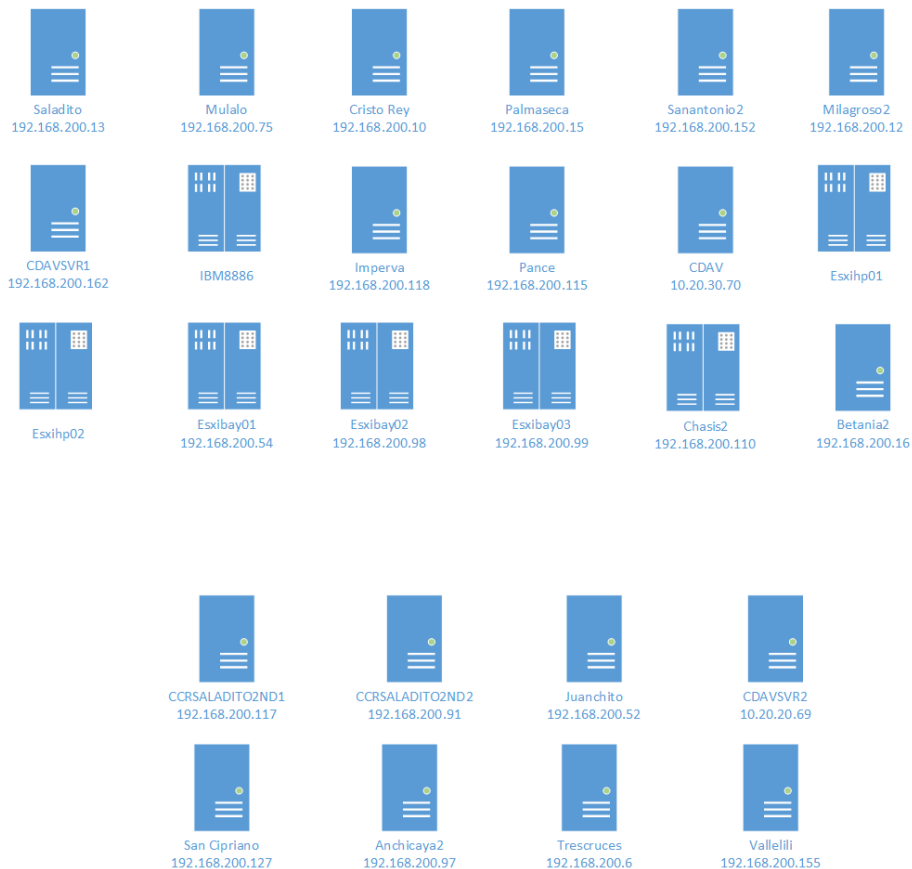 Saladito
192.168.200.13
Mulalo
192.168.200.75
Cristo Rey
192.168.200.10
Palmaseca
192.168.200.15
Sanantonio2
192.168.200.152
Milagroso2
192.168.200.12
CDAVSVR1
192.168.200.162
IBM8886
Imperva
192.168.200.118
Pance
192.168.200.115
CDAV
10.20.30.70
Esxihp01
Esxihp02
Esxibay01
192.168.200.54
Esxibay02
192.168.200.98
Esxibay03
192.168.200.99
Chasis2
192.168.200.110
Betania2
192.168.200.16
CCRSALADITO2ND1
192.168.200.117
CCRSALADITO2ND2
192.168.200.91
Juanchito
192.168.200.52
CDAVSVR2
10.20.20.69
San Cipriano
192.168.200.127
Anchicaya2
192.168.200.97
Trescruces
192.168.200.6
Vallelili
192.168.200.155